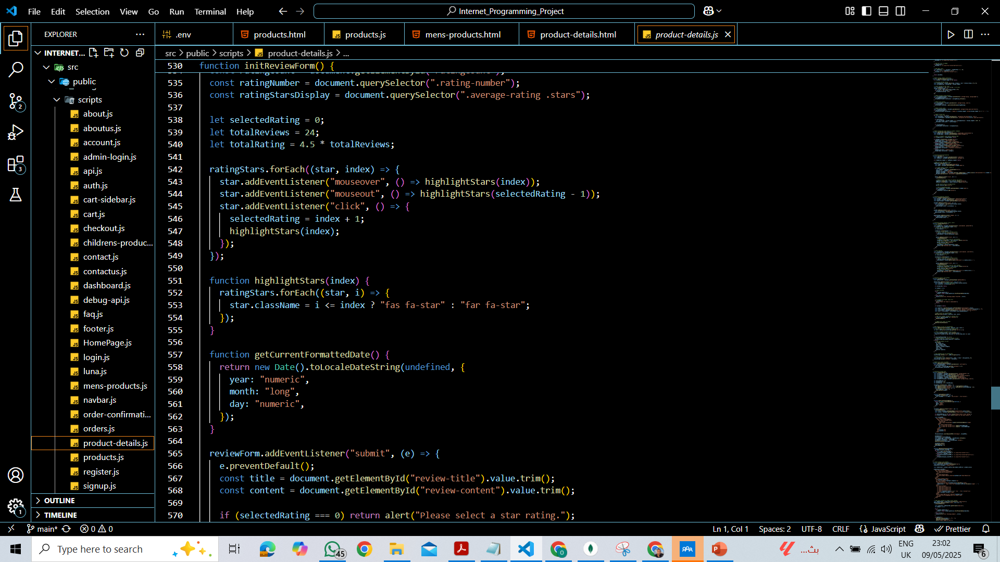 File Edit Selection View Go Run Terminal Help
Internet_Programming_Project
EXPLORER
.env
products.html
products.js
mens-products.html
product-details.html
product-details.js
INTERNET...
src > public > scripts > product-details.js > ...
src
public
scripts
about.js
aboutus.js
account.js
admin-login.js
api.js
auth.js
cart-sidebar.js
cart.js
checkout.js
childrens-produc...
contact.js
contactus.js
dashboard.js
debug-api.js
faq.js
footer.js
HomePage.js
login.js
luna.js
mens-products.js
navbar.js
order-confirmati...
orders.js
product-details.js
products.js
register.js
signup.js
OUTLINE
TIMELINE
2
3
1
530 function initReviewForm() {
535 const ratingNumber = document.querySelector(".rating-number");
536 const ratingStarsDisplay = document.querySelector(".average-rating .stars");
537
538 let selectedRating = 0;
539 let totalReviews = 24;
540 let totalRating = 4.5 * totalReviews;
541
542 ratingStars.forEach((star, index) => {
543 star.addEventListener("mouseover", () => highlightStars(index));
544 star.addEventListener("mouseout", () => highlightStars(selectedRating - 1));
545 star.addEventListener("click", () => {
546 selectedRating = index + 1;
547 highlightStars(index);
548 });
549 });
550
551 function highlightStars(index) {
552 ratingStars.forEach((star, i) => {
553 star.className = i <= index ? "fas fa-star" : "far fa-star";
554 });
555 }
556
557 function getCurrentFormattedDate() {
558 return new Date().toLocaleDateString(undefined, {
559 year: "numeric",
560 month: "long",
561 day: "numeric",
562 });
563 }
564
565 reviewForm.addEventListener("submit", (e) => {
566 e.preventDefault();
567 const title = document.getElementById("review-title").value.trim();
568 const content = document.getElementById("review-content").value.trim();
569
570 if (selectedRating === 0) return alert("Please select a star rating.");
main* 0 0
Ln 1, Col 1 Spaces: 2 UTF-8 CRLF {} JavaScript Prettier
Type here to search
45
بث...
ENG
UK
23:02
09/05/2025
6